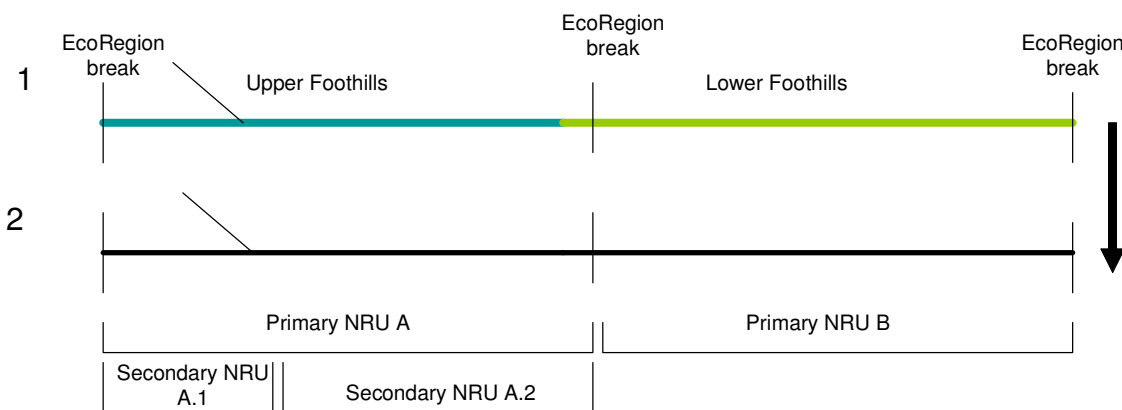 EcoRegion
break
EcoRegion
break
EcoRegion
break
1
Upper Foothills
Lower Foothills
2
Primary NRU A
Primary NRU B
Secondary NRU
A.1
Secondary NRU A.2